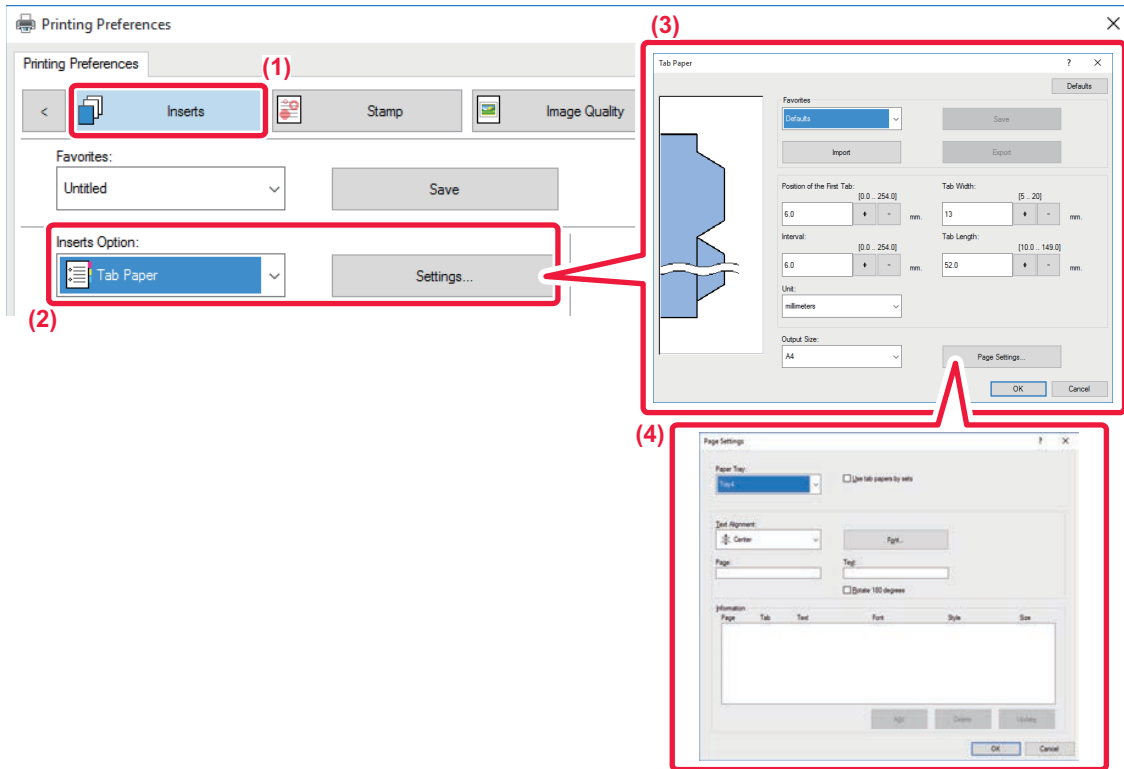 Printing Preferences
Printing Preferences
(1)
< Inserts Stamp Image Quality
Favorites:
Untitled Save
Inserts Option:
Tab Paper Settings...
(2)
(3)
Tab Paper ? ×
Defaults
Favorites
Defaults Save
Import Export
Position of the First Tab: Tab Width:
[0.0 .. 254.0] [5 .. 20]
6.0 + - mm. 13 + - mm.
Interval: Tab Length:
[0.0 .. 254.0] [10.0 .. 149.0]
6.0 + - mm. 52.0 + - mm.
Unit:
millimeters
Output Size:
A4 Page Settings...
OK Cancel
(4)
Page Settings ? ×
Paper Tray:
Tray4 Use tab papers by sets
Text Alignment:
Center Font...
Page: Text:
Rotate 180 degrees
Information
Page Tab Text Font Style Size
Add Delete Update
OK Cancel